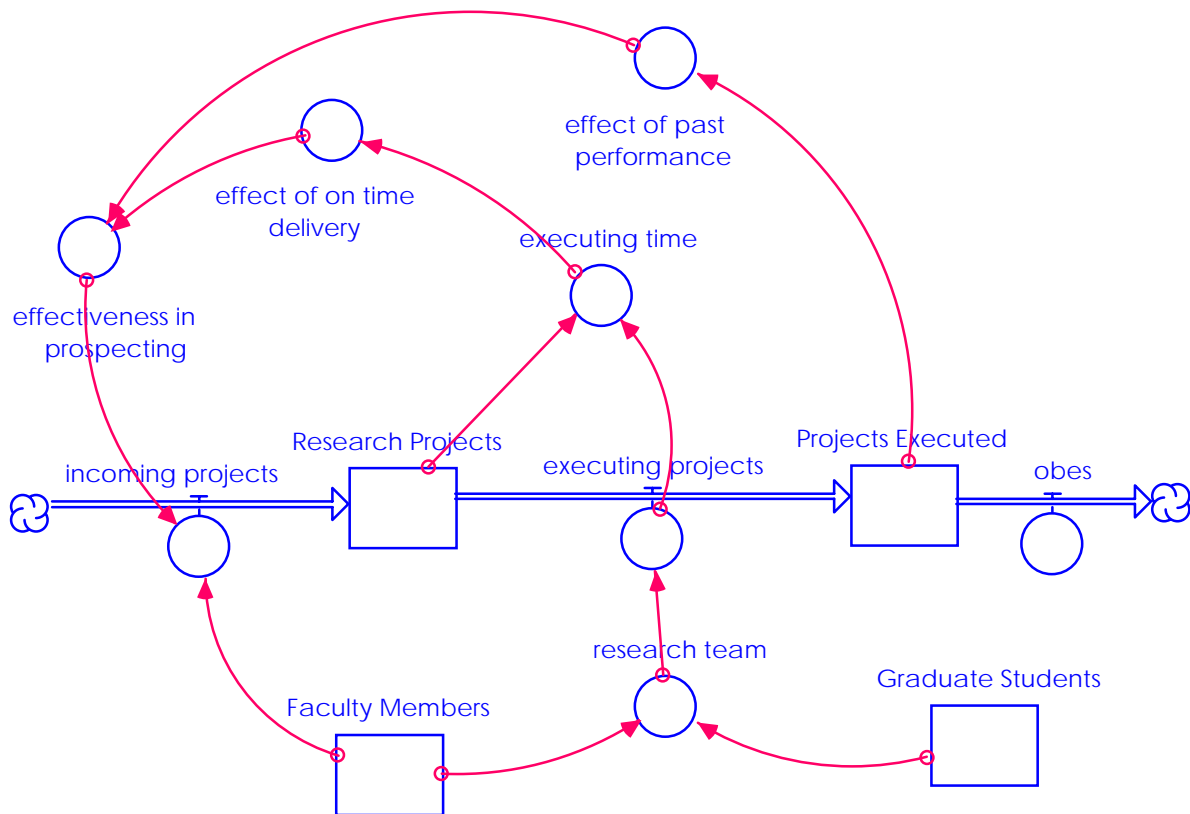 effect of past
performance
effect of on time
delivery
executing time
effectiveness in
prospecting
Research Projects
Projects Executed
incoming projects
executing projects
obes
research team
Graduate Students
Faculty Members